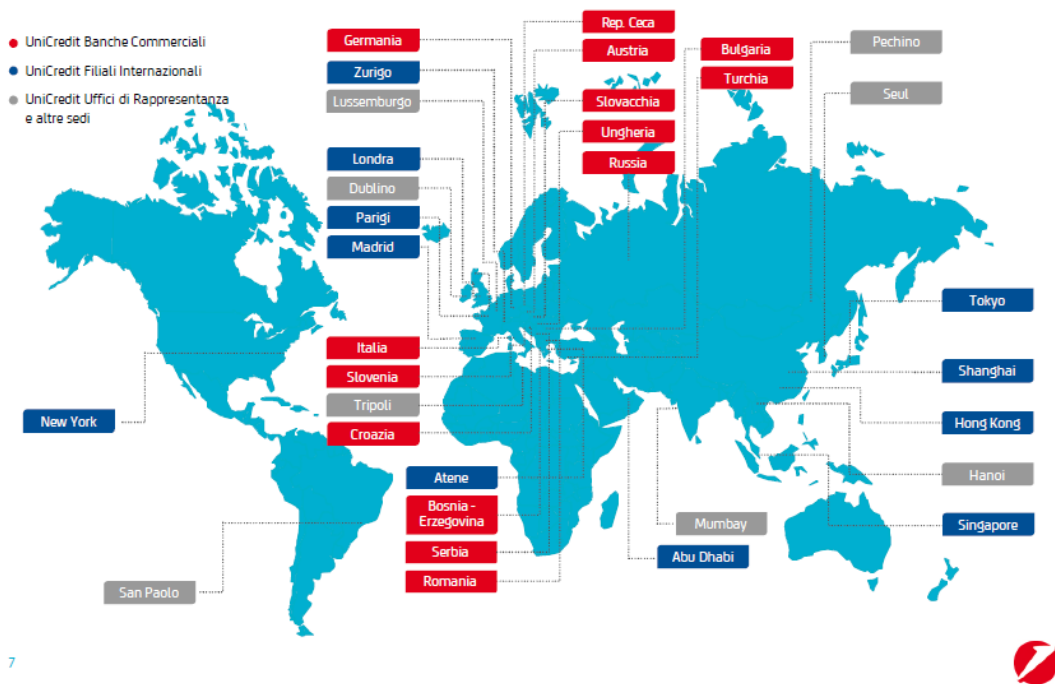 UniCredit Banche Commerciali
UniCredit Filiali Internazionali
UniCredit Uffici di Rappresentanza
e altre sedi
Germania
Zurigo
Lussemburgo
Londra
Dublino
Parigi
Madrid
Italia
Slovenia
Tripoli
Croazia
New York
San Paolo
Atene
Bosnia -
Erzegovina
Serbia
Romania
Rep. Ceca
Austria
Slovacchia
Ungheria
Russia
Bulgaria
Turchia
Pechino
Seul
Tokyo
Shanghai
Hong Kong
Hanoi
Singapore
Mumbay
Abu Dhabi
7